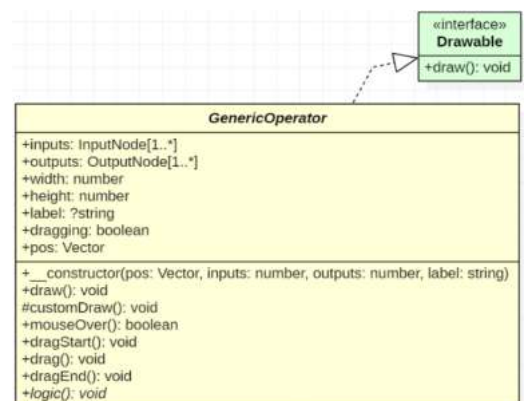 «interface»
Drawable
+draw(): void
GenericOperator
+inputs: InputNode[1..*]
+outputs: OutputNode[1..*]
+width: number
+height: number
+label: ?string
+dragging: boolean
+pos: Vector
+__constructor(pos: Vector, inputs: number, outputs: number, label: string)
+draw(): void
#customDraw(): void
+mouseOver(): boolean
+dragStart(): void
+drag(): void
+dragEnd(): void
+logic(): void